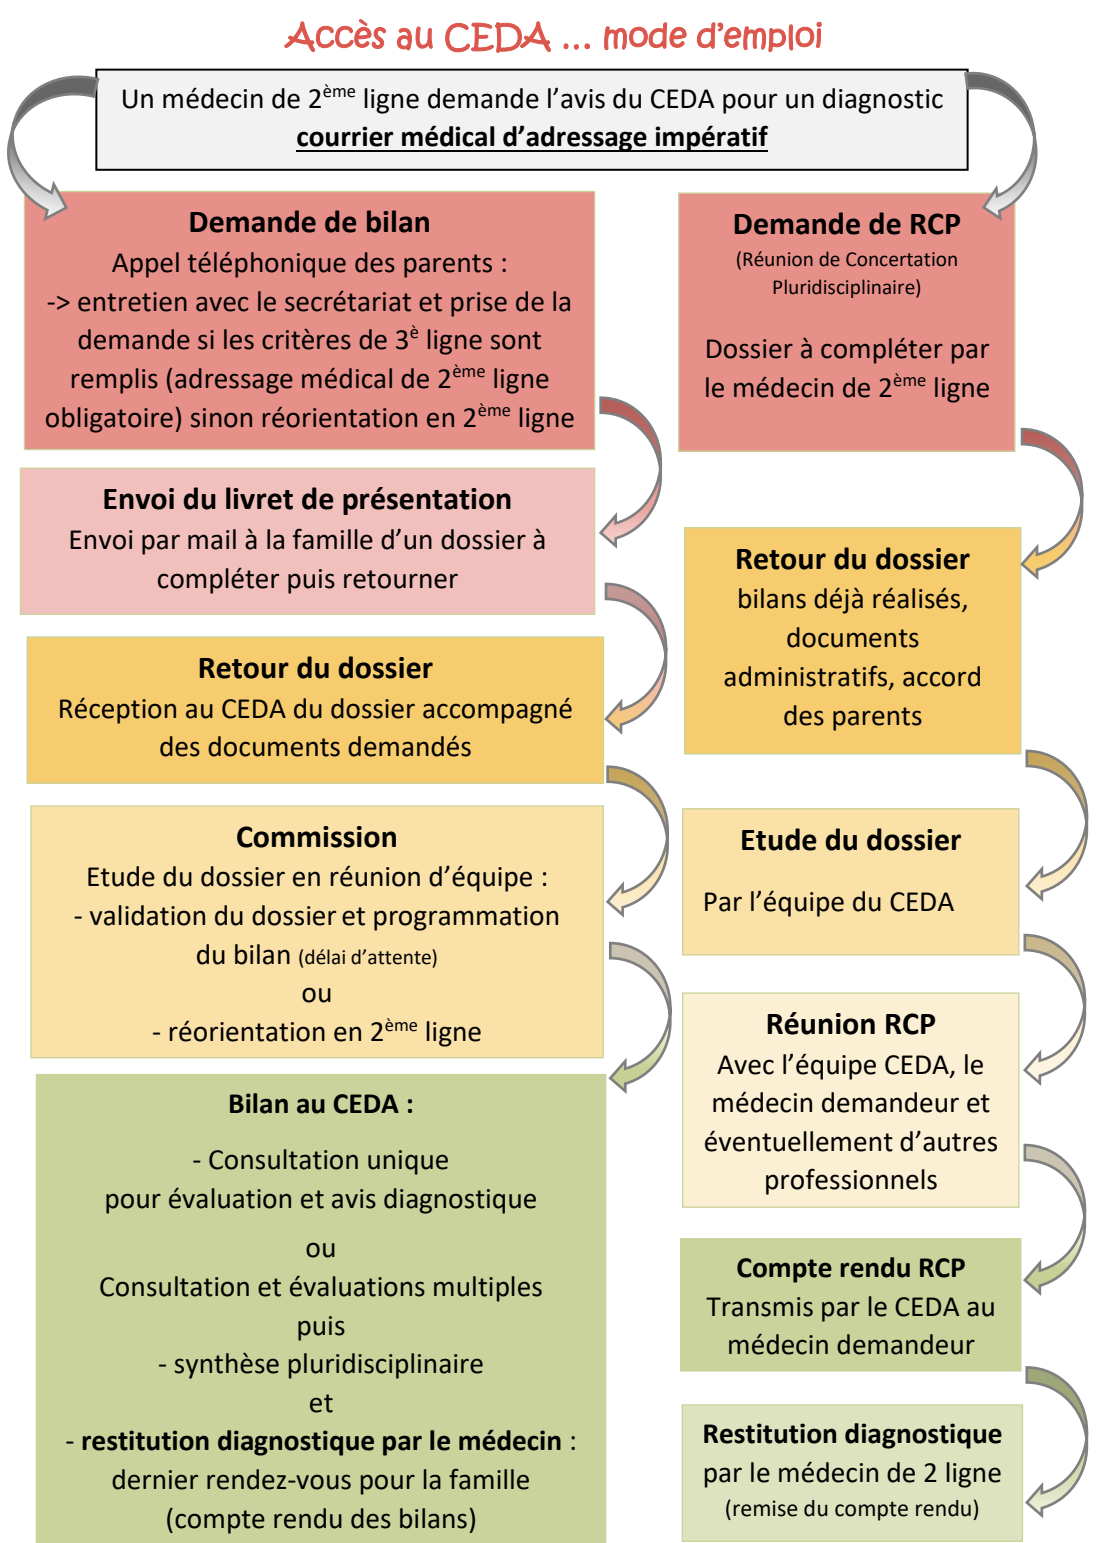 Accès au CEDA ... mode d'emploi
Un médecin de 2ème ligne demande l'avis du CEDA pour un diagnostic
courrier médical d'adressage impératif
Demande de bilan
Appel téléphonique des parents :
-> entretien avec le secrétariat et prise de la
demande si les critères de 3è ligne sont
remplis (adressage médical de 2ème ligne
obligatoire) sinon réorientation en 2ème ligne
Envoi du livret de présentation
Envoi par mail à la famille d'un dossier à
compléter puis retourner
Retour du dossier
Réception au CEDA du dossier accompagné
des documents demandés
Commission
Etude du dossier en réunion d'équipe :
- validation du dossier et programmation
du bilan (délai d'attente)
ou
- réorientation en 2ème ligne
Bilan au CEDA :
- Consultation unique
pour évaluation et avis diagnostique
ou
Consultation et évaluations multiples
puis
- synthèse pluridisciplinaire
et
- restitution diagnostique par le médecin :
dernier rendez-vous pour la famille
(compte rendu des bilans)
Demande de RCP
(Réunion de Concertation
Pluridisciplinaire)
Dossier à compléter par
le médecin de 2ème ligne
Retour du dossier
bilans déjà réalisés,
documents
administratifs, accord
des parents
Etude du dossier
Par l'équipe du CEDA
Réunion RCP
Avec l'équipe CEDA, le
médecin demandeur et
éventuellement d'autres
professionnels
Compte rendu RCP
Transmis par le CEDA au
médecin demandeur
Restitution diagnostique
par le médecin de 2 ligne
(remise du compte rendu)